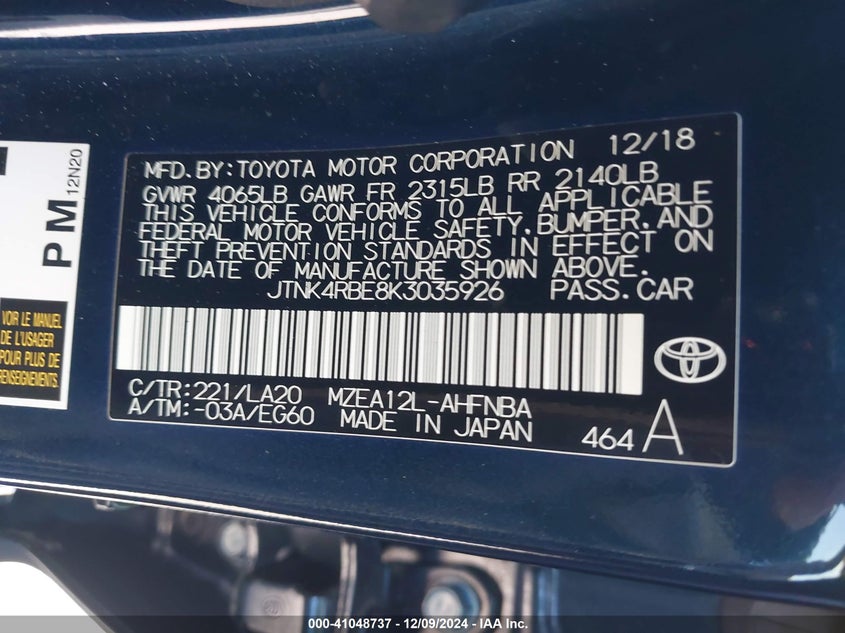 MFD.BY:TOYOTA MOTOR CORPORATION 12/18
GVWR 4065LB GAWR FR 2315LB RR 2140LB
THIS VEHICLE CONFORMS TO ALL APPLICABLE
FEDERAL MOTOR VEHICLE SAFETY,BUMPER,AND
THEFT PREVENTION STANDARDS IN EFFECT ON
THE DATE OF MANUFACTURE SHOWN ABOVE.
JTNK4RBE8K3035926 PASS.CAR
C/TR:221/LA20 MZEA12L-AHFNBA
A/TM:-03A/EG60 MADE IN JAPAN
464 A
PM
12N20
VOIR LE MANUEL
DE L'USAGER
POUR PLUS DE
RENSEIGNEMENTS.
000-41048737 - 12/09/2024 - IAA Inc.